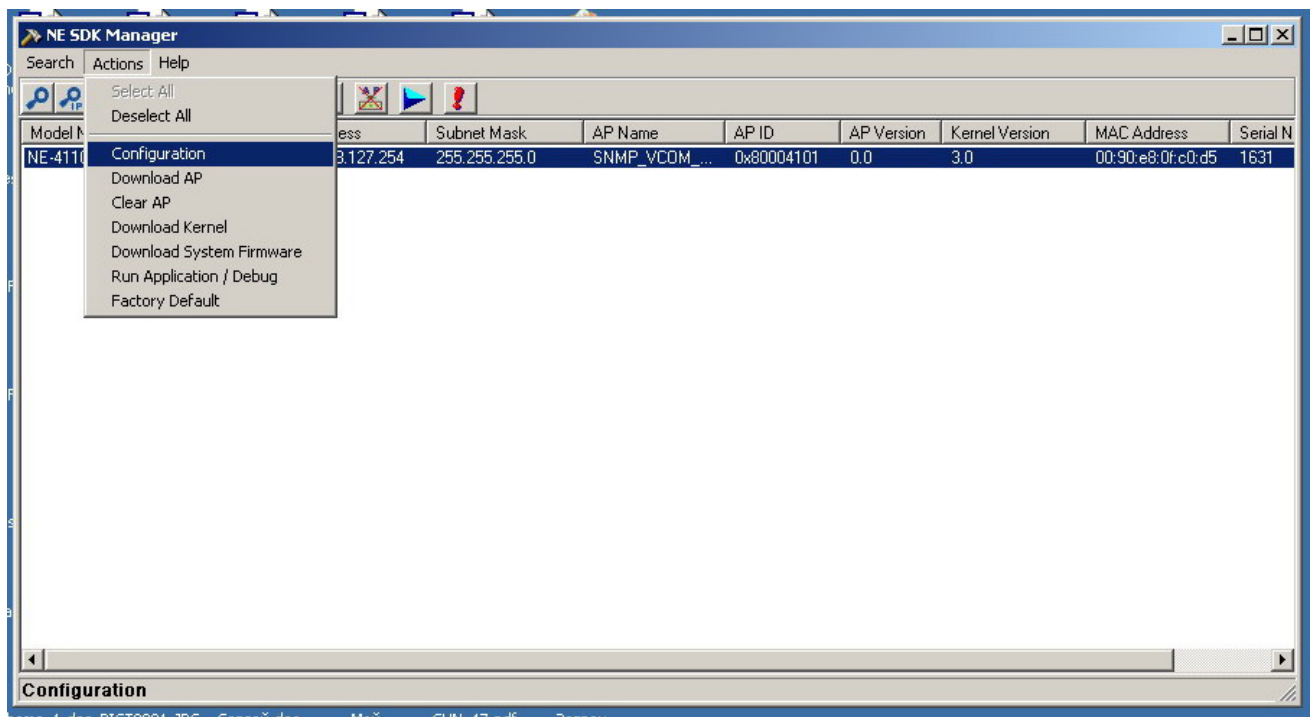 NE SDK Manager
Search Actions Help
Select All
Deselect All
Configuration
Download AP
Clear AP
Download Kernel
Download System Firmware
Run Application / Debug
Factory Default
IP
Model N ess Subnet Mask AP Name AP ID AP Version Kernel Version MAC Address Serial N
NE-4110 3.127.254 255.255.255.0 SNMP_VCOM_... 0x80004101 0.0 3.0 00:90:e8:0f:c0:d5 1631
Configuration